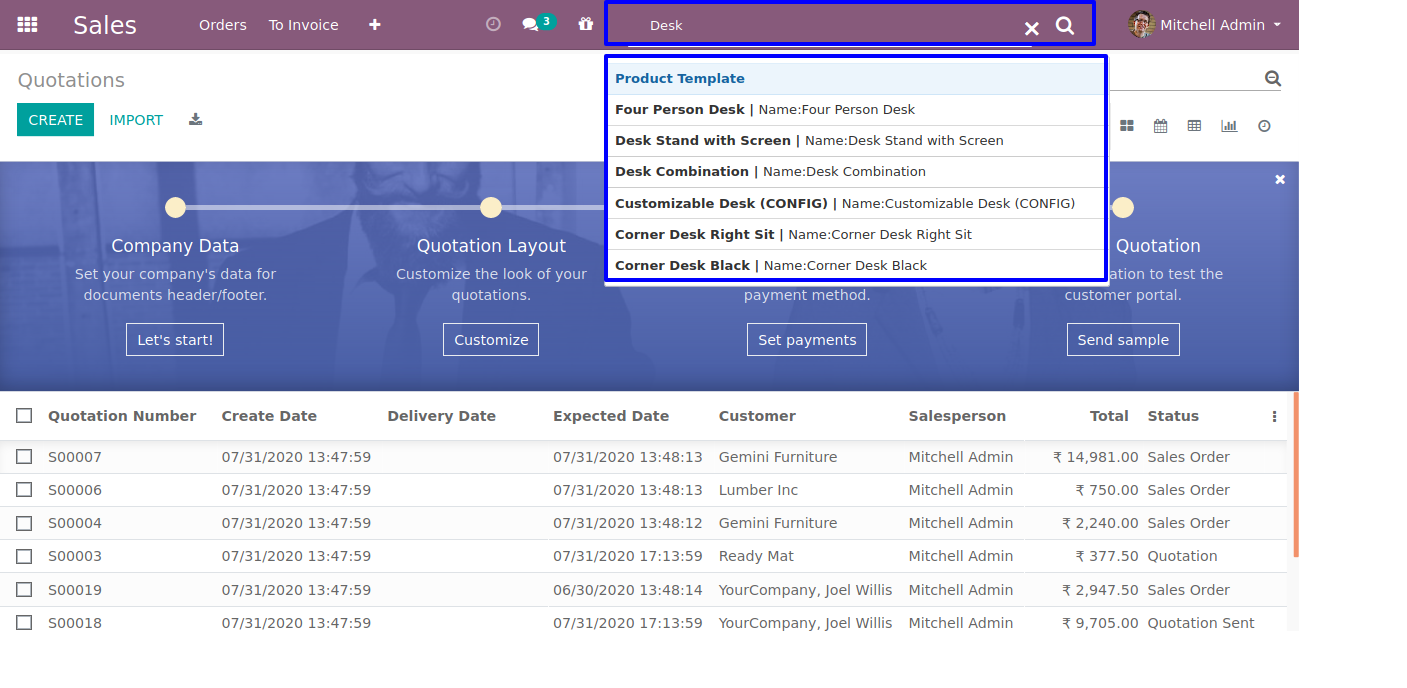 Sales Orders To Invoice 3 Desk Mitchell Admin
Quotations
CREATE IMPORT
Product Template
Four Person Desk | Name:Four Person Desk
Desk Stand with Screen | Name:Desk Stand with Screen
Desk Combination | Name:Desk Combination
Customizable Desk (CONFIG) | Name:Customizable Desk (CONFIG)
Corner Desk Right Sit | Name:Corner Desk Right Sit
Corner Desk Black | Name:Corner Desk Black
Company Data
Set your company's data for
documents header/footer.
Let's start!
Quotation Layout
Customize the look of your
quotations.
Customize
payment method.
Set payments
Quotation
to test the
customer portal.
Send sample
Quotation Number Create Date Delivery Date Expected Date Customer Salesperson Total Status
S00007 07/31/2020 13:47:59 07/31/2020 13:48:13 Gemini Furniture Mitchell Admin ₹ 14,981.00 Sales Order
S00006 07/31/2020 13:47:59 07/31/2020 13:48:13 Lumber Inc Mitchell Admin ₹ 750.00 Sales Order
S00004 07/31/2020 13:47:59 07/31/2020 13:48:12 Gemini Furniture Mitchell Admin ₹ 2,240.00 Sales Order
S00003 07/31/2020 13:47:59 07/31/2020 17:13:59 Ready Mat Mitchell Admin ₹ 377.50 Quotation
S00019 07/31/2020 13:47:59 06/30/2020 13:48:14 YourCompany, Joel Willis Mitchell Admin ₹ 2,947.50 Sales Order
S00018 07/31/2020 13:47:59 07/31/2020 17:13:59 YourCompany, Joel Willis Mitchell Admin ₹ 9,705.00 Quotation Sent